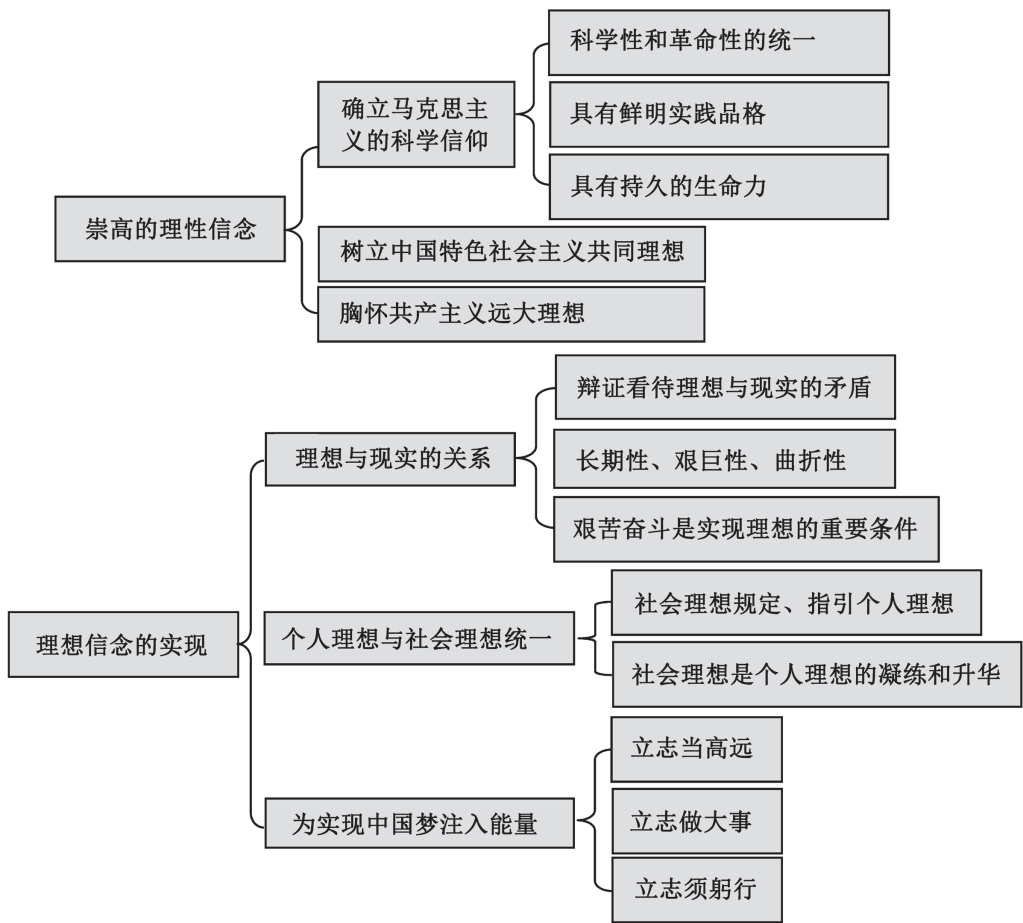 崇高的理性信念
确立马克思主
义的科学信仰
科学性和革命性的统一
具有鲜明实践品格
具有持久的生命力
树立中国特色社会主义共同理想
胸怀共产主义远大理想
理想信念的实现
理想与现实的关系
辩证看待理想与现实的矛盾
长期性、艰巨性、曲折性
艰苦奋斗是实现理想的重要条件
个人理想与社会理想统一
社会理想规定、指引个人理想
社会理想是个人理想的凝练和升华
为实现中国梦注入能量
立志当高远
立志做大事
立志须躬行